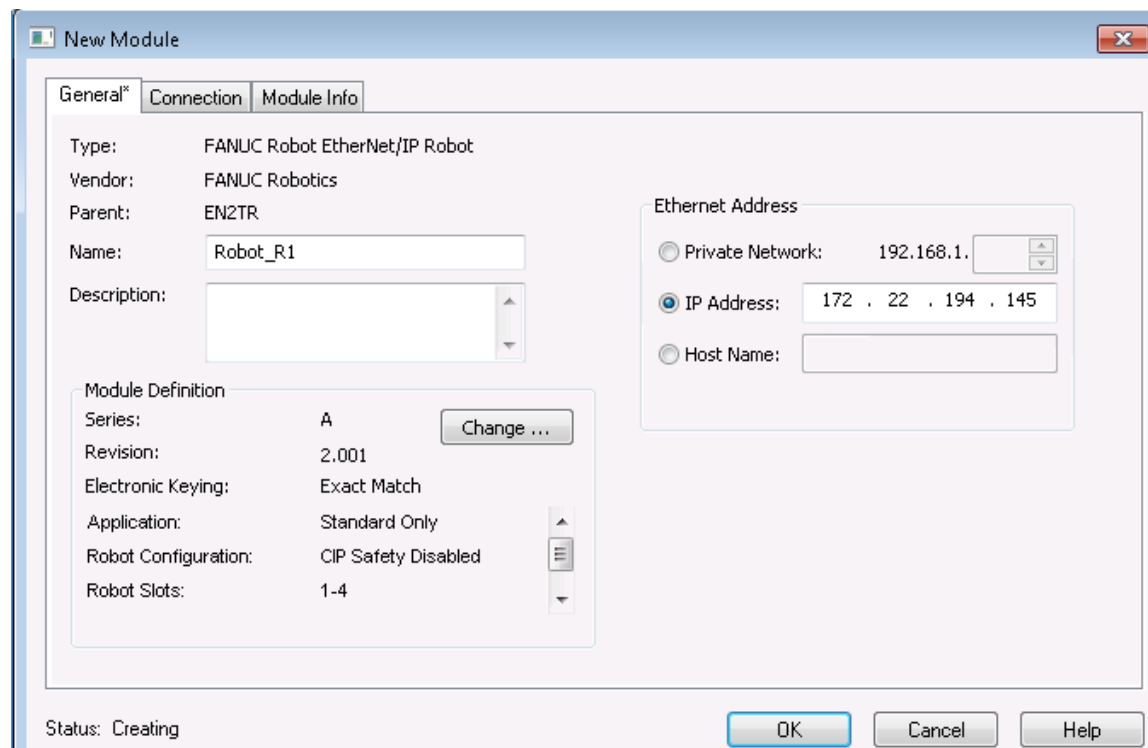 New Module
General* Connection Module Info
Type: FANUC Robot EtherNet/IP Robot
Vendor: FANUC Robotics
Parent: EN2TR
Name: Robot_R1
Description:
Module Definition
Series: A Change ...
Revision: 2.001
Electronic Keying: Exact Match
Application: Standard Only
Robot Configuration: CIP Safety Disabled
Robot Slots: 1-4
Ethernet Address
Private Network: 192.168.1.
IP Address: 172 . 22 . 194 . 145
Host Name:
Status: Creating OK Cancel Help